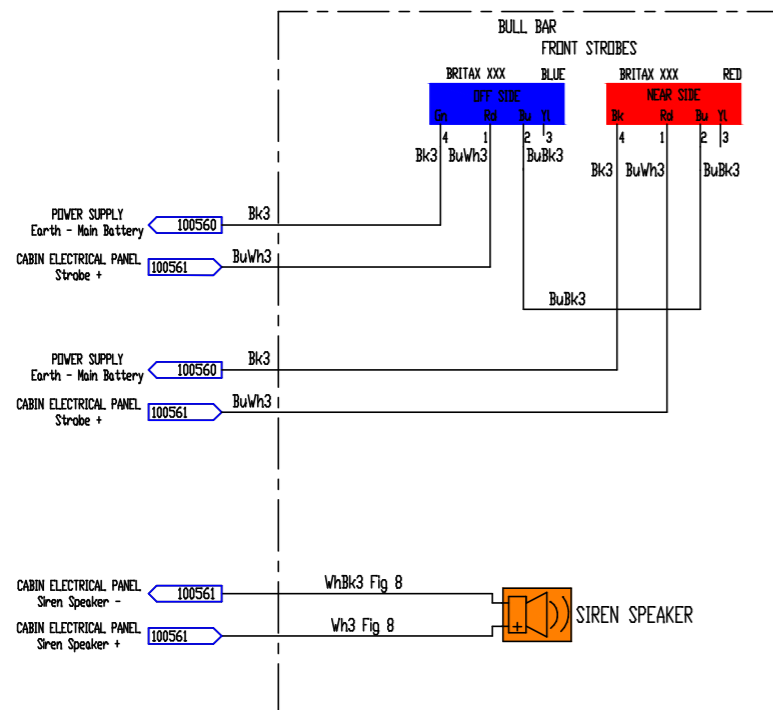 BULL BAR
FRONT STROBES
BRITAX XXX BLUE BRITAX XXX RED
OFF SIDE NEAR SIDE
Gn Rd Bu Yl Bk Rd Bu Yl
4 1 2 3 4 1 2 3
Bk3 BuWh3 BuBk3 Bk3 BuWh3 BuBk3
POWER SUPPLY
Earth - Main Battery
100560
Bk3
CABIN ELECTRICAL PANEL
Strobe +
100561
BuWh3
BuBk3
POWER SUPPLY
Earth - Main Battery
100560
Bk3
CABIN ELECTRICAL PANEL
Strobe +
100561
BuWh3
CABIN ELECTRICAL PANEL
Siren Speaker -
100561
WhBk3 Fig 8
CABIN ELECTRICAL PANEL
Siren Speaker +
100561
Wh3 Fig 8
+
SIREN SPEAKER